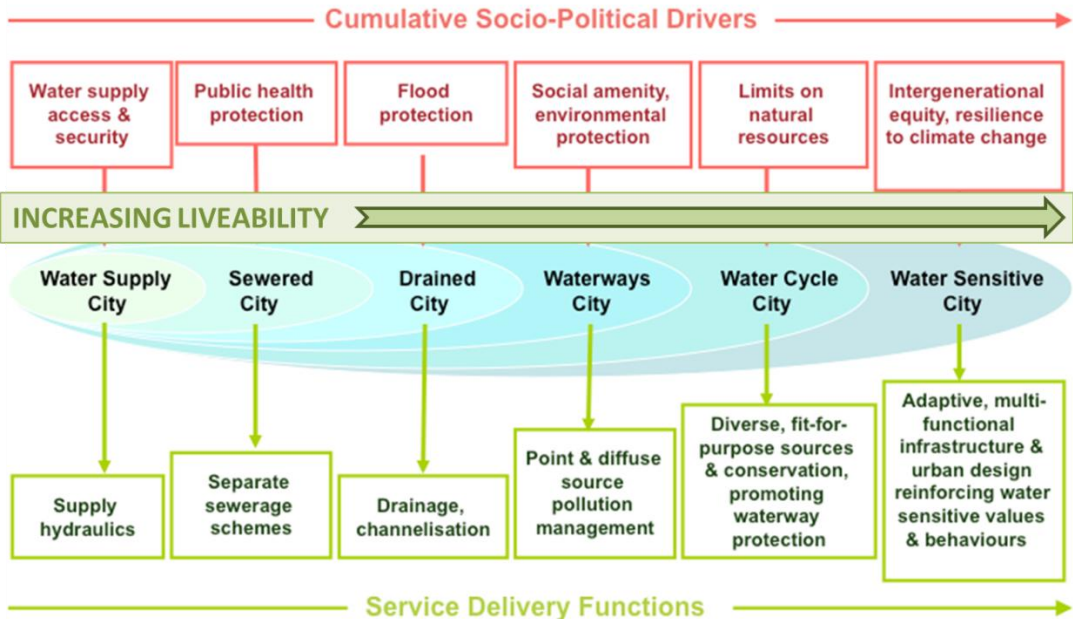 Cumulative Socio-Political Drivers
Water supply
access &
security
Public health
protection
Flood
protection
Social amenity,
environmental
protection
Limits on
natural
resources
Intergenerational
equity, resilience
to climate change
INCREASING LIVEABILITY
Water Supply
City
Sewered
City
Drained
City
Waterways
City
Water Cycle
City
Water Sensitive
City
Supply
hydraulics
Separate
sewerage
schemes
Drainage,
channelisation
Point & diffuse
source
pollution
management
Diverse, fit-for-
purpose sources
& conservation,
promoting
waterway
protection
Adaptive, multi-
functional
infrastructure &
urban design
reinforcing water
sensitive values
& behaviours
Service Delivery Functions